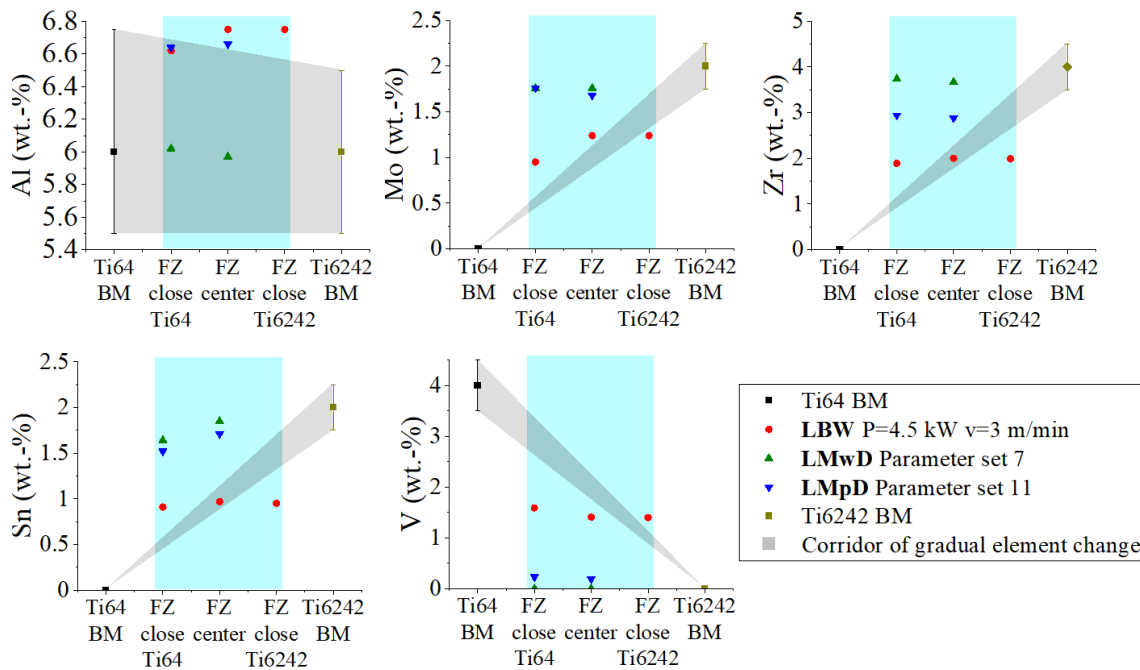 Al (wt.-%)
6.8
6.6
6.4
6.2
6
5.8
5.6
5.4
Ti64 FZ FZ FZ Ti6242
BM close center close BM
Ti64 Ti6242
Mo (wt.-%)
2.5
2
1.5
1
0.5
0
Ti64 FZ FZ FZ Ti6242
BM close center close BM
Ti64 Ti6242
Zr (wt.-%)
5
4
3
2
1
0
Ti64 FZ FZ FZ Ti6242
BM close center close BM
Ti64 Ti6242
Sn (wt.-%)
2.5
2
1.5
1
0.5
0
Ti64 FZ FZ FZ Ti6242
BM close center close BM
Ti64 Ti6242
V (wt.-%)
4
3
2
1
0
Ti64 FZ FZ FZ Ti6242
BM close center close BM
Ti64 Ti6242
Ti64 BM
LBW P=4.5 kW v=3 m/min
LMwD Parameter set 7
LMpD Parameter set 11
Ti6242 BM
Corridor of gradual element change